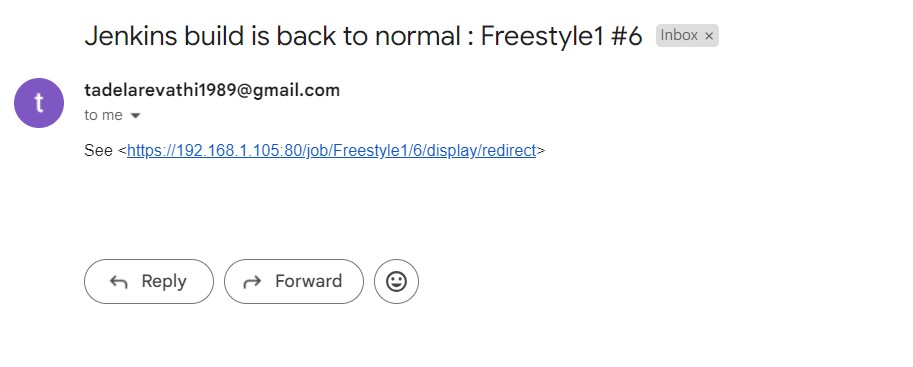 Jenkins build is back to normal : Freestyle1 #6 Inbox ×
t
tadelarevathi1989@gmail.com
to me
See <https://192.168.1.105:80/job/Freestyle1/6/display/redirect>
Reply Forward